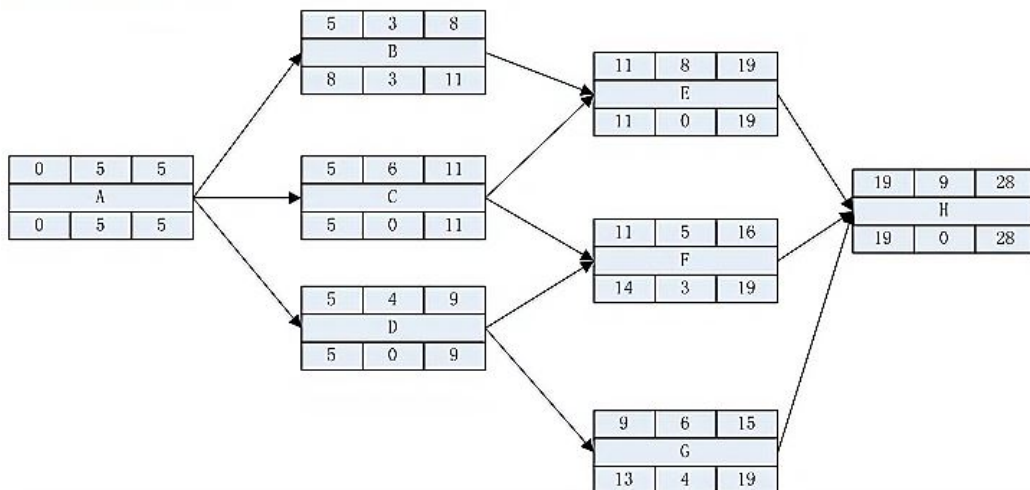 0 5 5
A
0 5 5
5 3 8
B
8 3 11
5 6 11
C
5 0 11
5 4 9
D
5 0 9
11 8 19
E
11 0 19
11 5 16
F
14 3 19
9 6 15
G
13 4 19
19 9 28
H
19 0 28